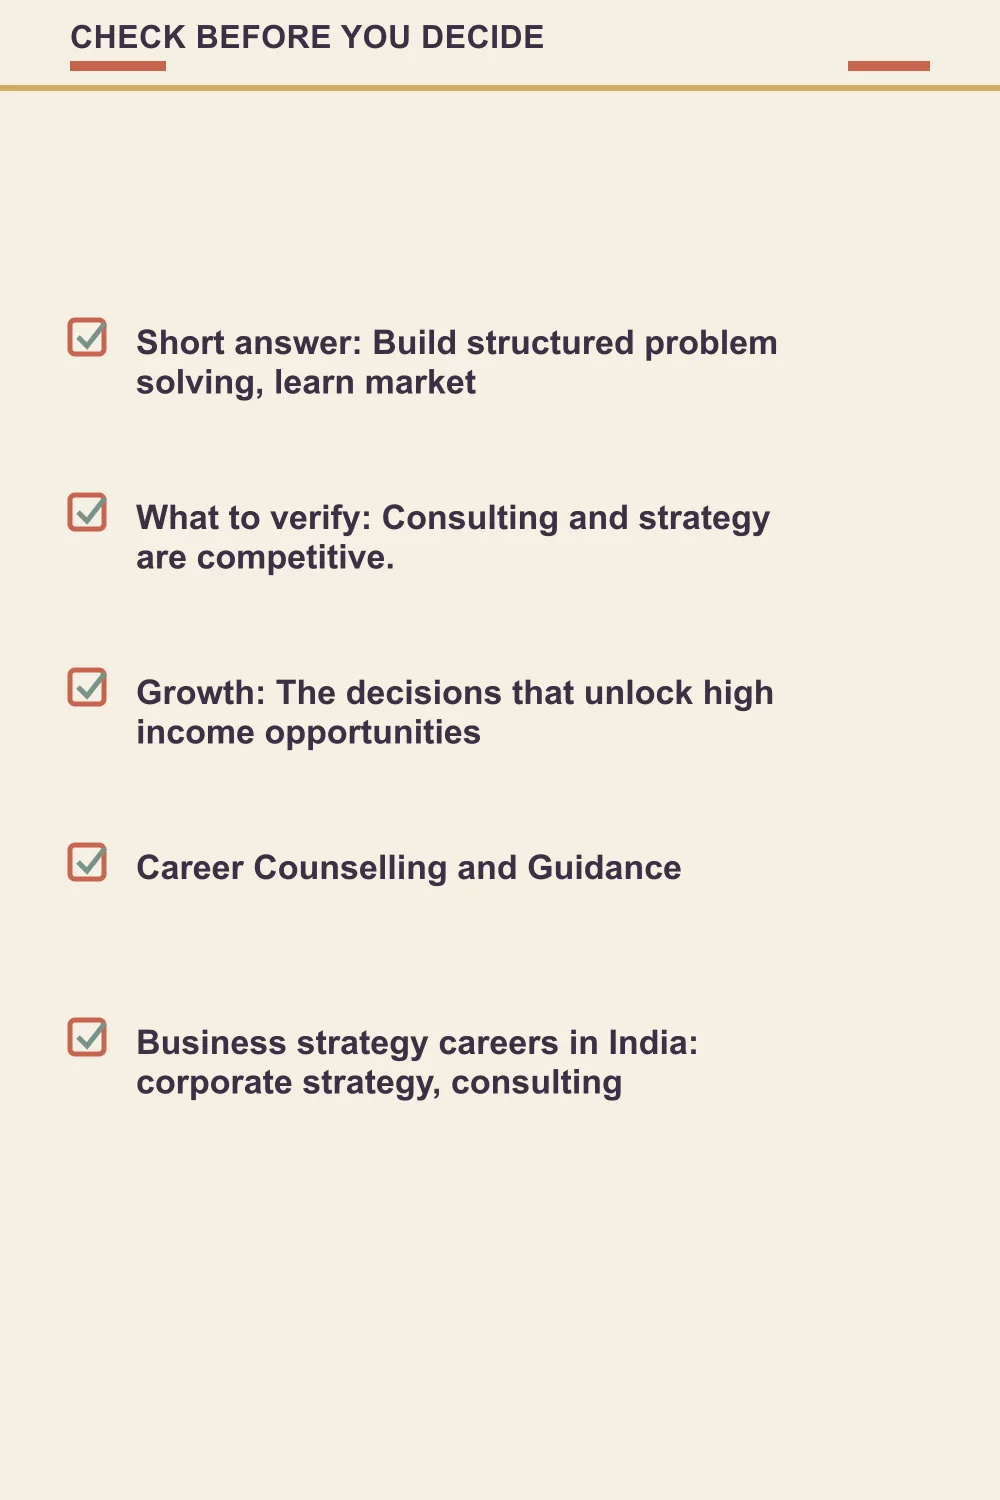 CHECK BEFORE YOU DECIDE
Short answer: Build structured problem
solving, learn market
What to verify: Consulting and strategy
are competitive.
Growth: The decisions that unlock high
income opportunities
Career Counselling and Guidance
Business strategy careers in India:
corporate strategy, consulting